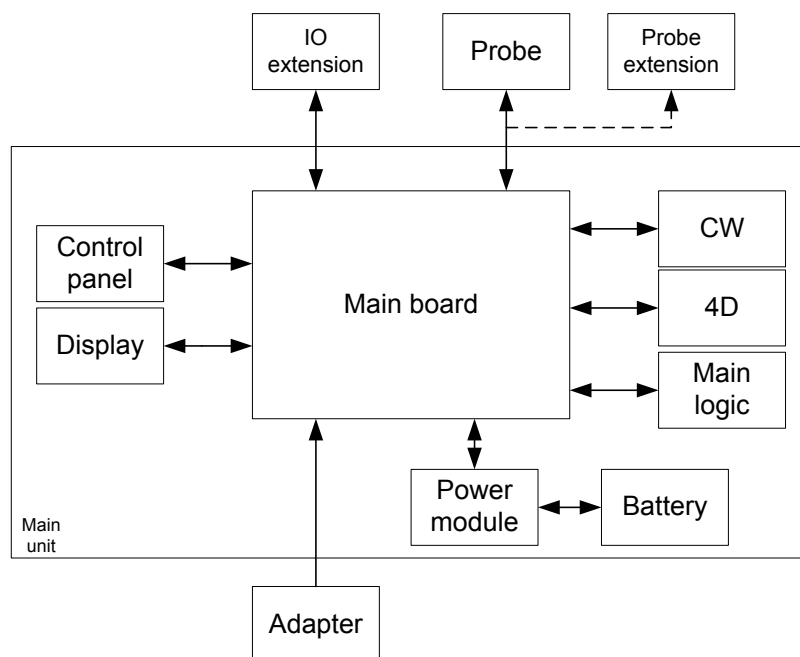 IO
extension
Probe
Probe
extension
Control
panel
Display
Main board
CW
4D
Main
logic
Power
module
Battery
Main
unit
Adapter